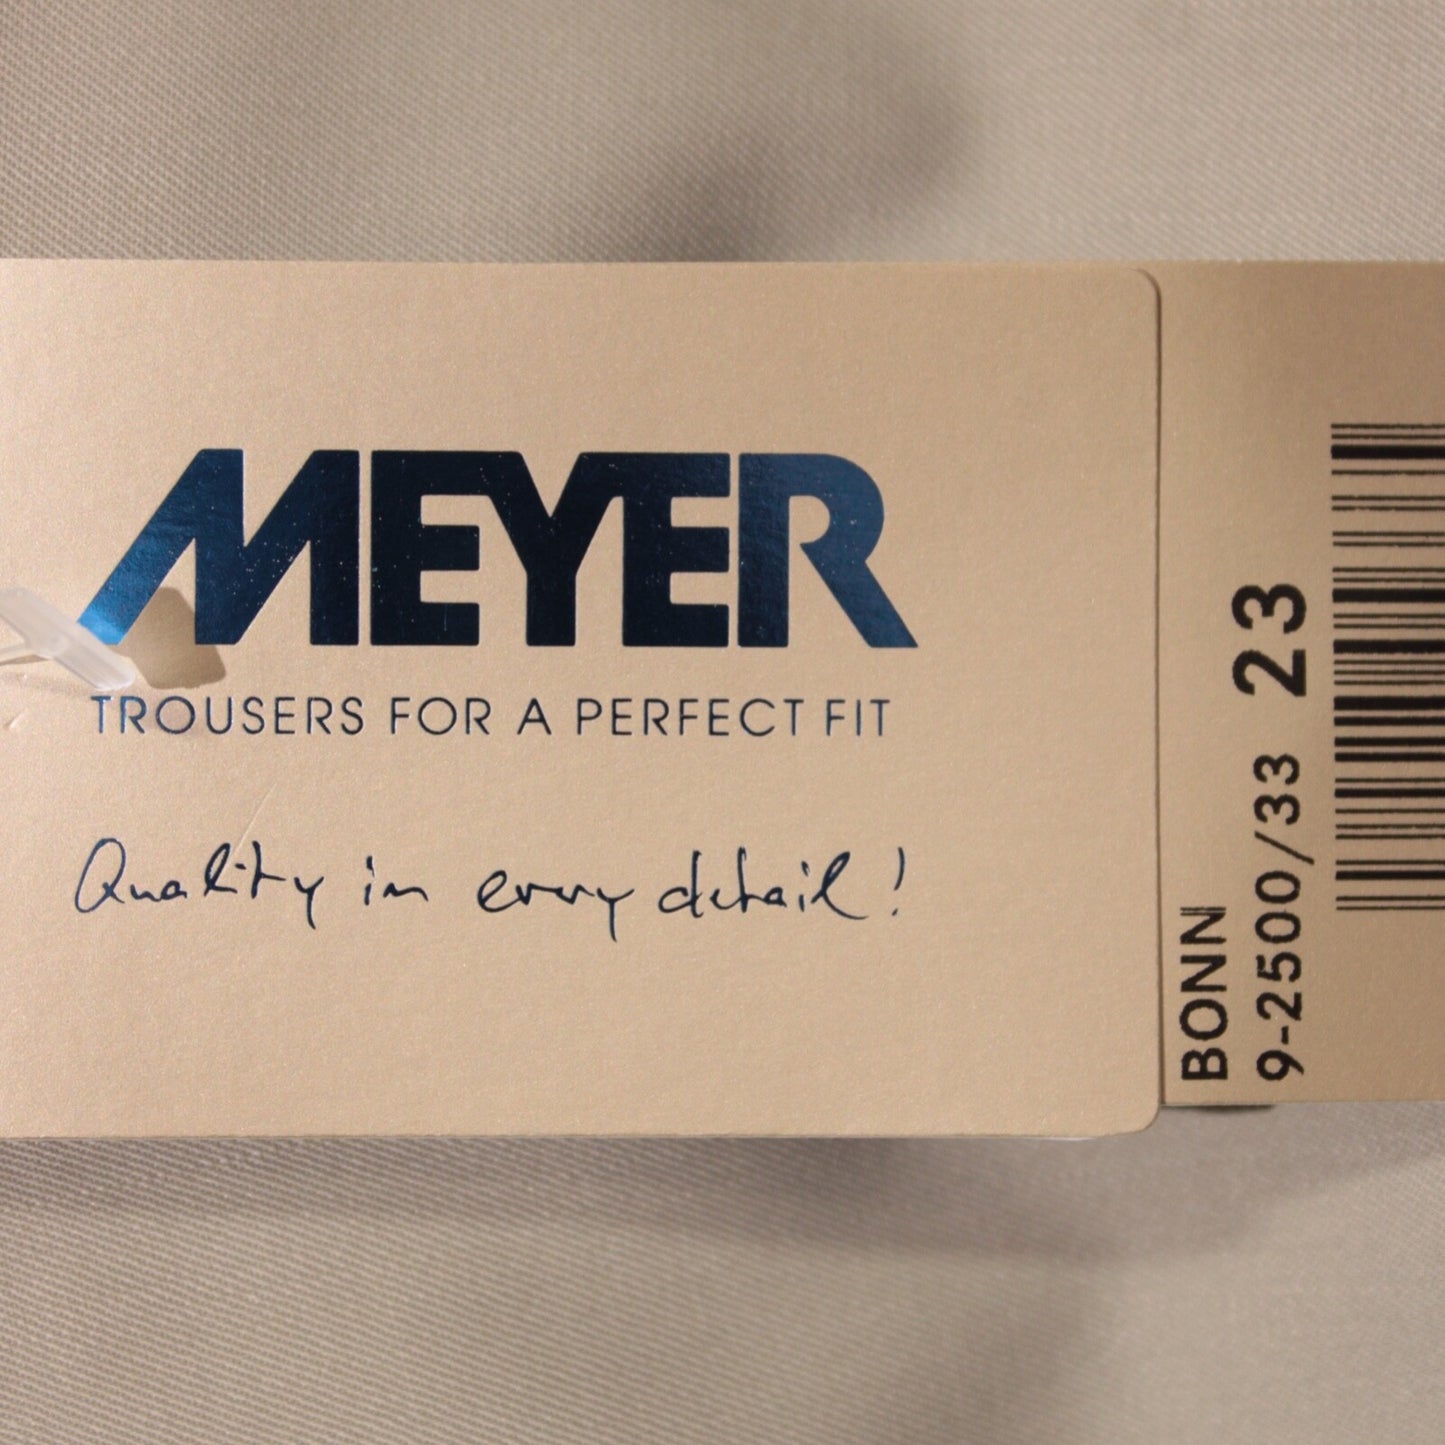 MEYER
TROUSERS FOR A PERFECT FIT
Quality in every detail!
BONN
9-2500/33 23